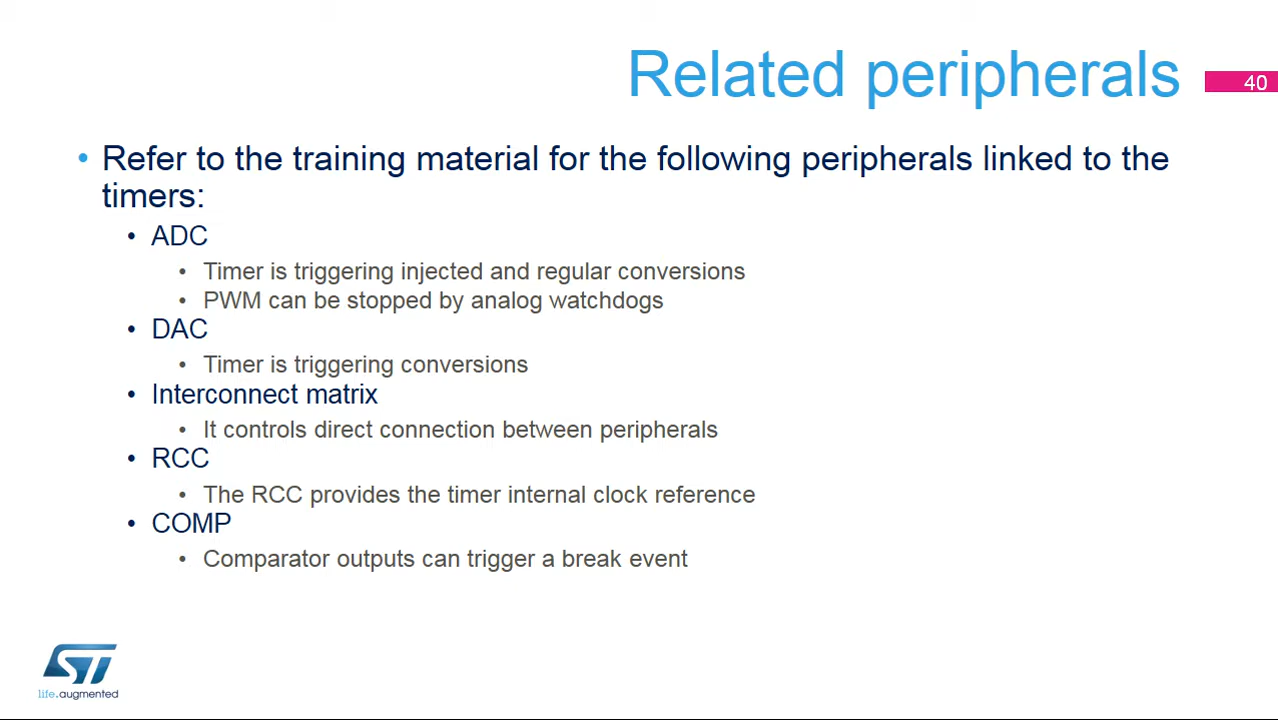 Related peripherals
40
• Refer to the training material for the following peripherals linked to the
timers:
• ADC
• Timer is triggering injected and regular conversions
• PWM can be stopped by analog watchdogs
• DAC
• Timer is triggering conversions
• Interconnect matrix
• It controls direct connection between peripherals
• RCC
• The RCC provides the timer internal clock reference
• COMP
• Comparator outputs can trigger a break event
ST
life.augmented